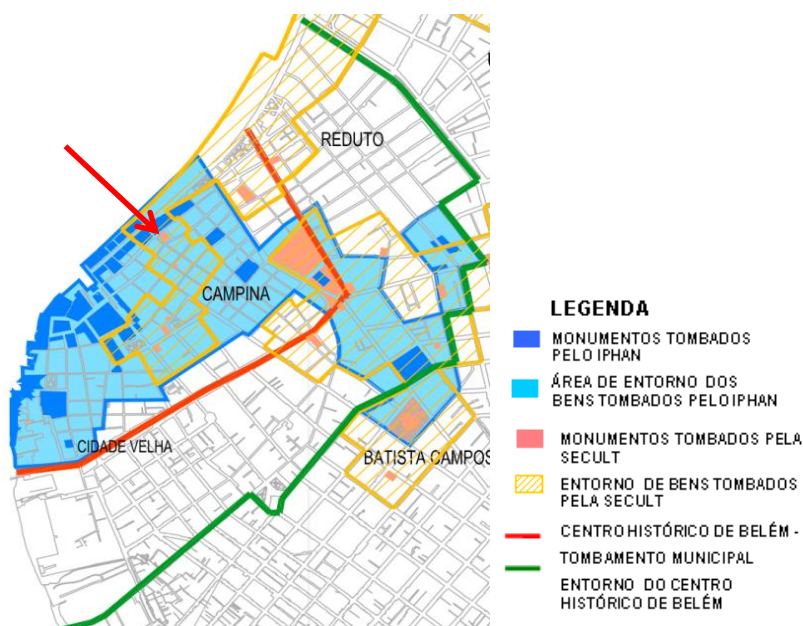 REDUTO
CAMPINA
CIDADE VELHA
BATISTA CAMPOS
LEGENDA
MONUMENTOS TOMBADOS
PELO IPHAN
ÁREA DE ENTORNO DOS
BENS TOMBADOS PELO IPHAN
MONUMENTOS TOMBADOS PELA
SECULT
ENTORNO DE BENS TOMBADOS
PELA SECULT
CENTRO HISTÓRICO DE BELÉM -
TOMBAMENTO MUNICIPAL
ENTORNO DO CENTRO
HISTÓRICO DE BELÉM